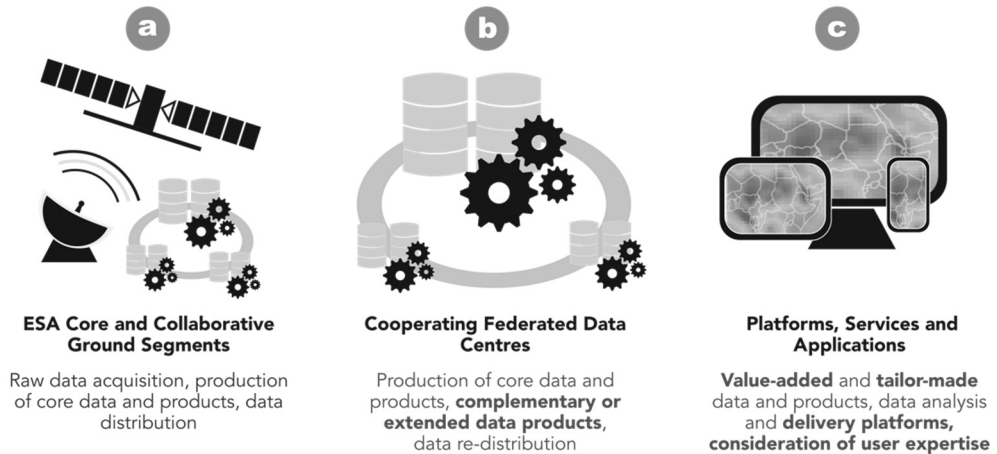 a
ESA Core and Collaborative
Ground Segments
Raw data acquisition, production
of core data and products, data
distribution
b
Cooperating Federated Data
Centres
Production of core data and
products, complementary or
extended data products,
data re-distribution
c
Platforms, Services and
Applications
Value-added and tailor-made
data and products, data analysis
and delivery platforms,
consideration of user expertise